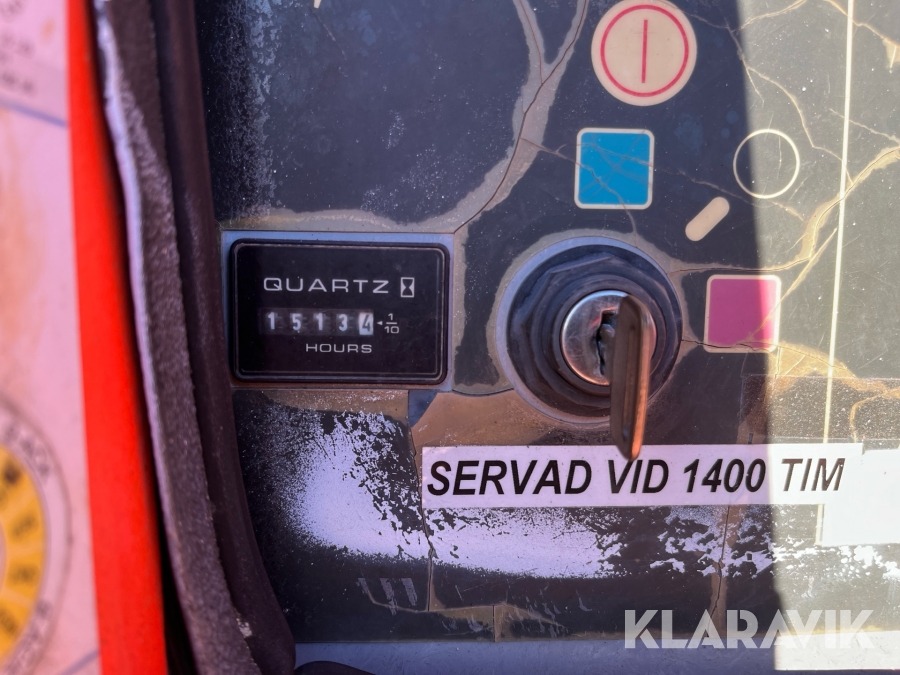 QUARTZ
15134 1/10
HOURS
SERVAD VID 1400 TIM
KLARAVIK